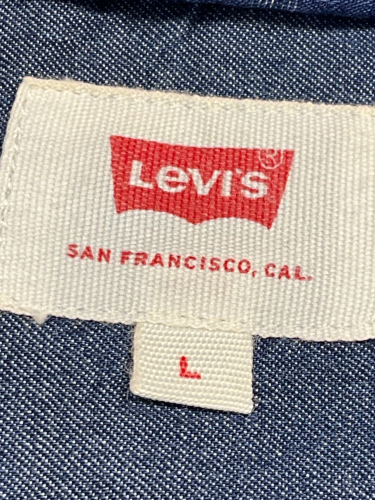 Levi's®
SAN FRANCISCO, CAL.
L